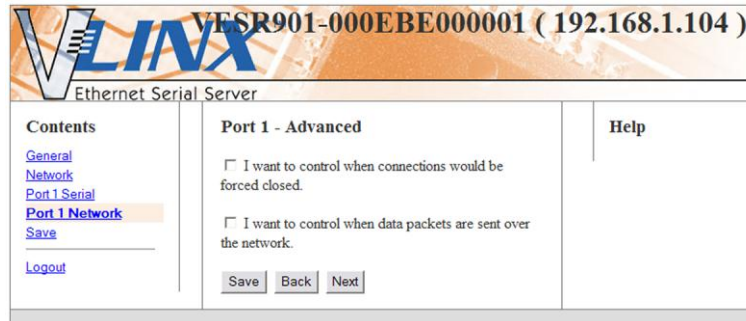 VESR901-000EBE000001 ( 192.168.1.104 )
VLINX
Ethernet Serial Server
Contents
General
Network
Port 1 Serial
Port 1 Network
Save
Logout
Port 1 - Advanced
I want to control when connections would be
forced closed.
I want to control when data packets are sent over
the network.
Save Back Next
Help